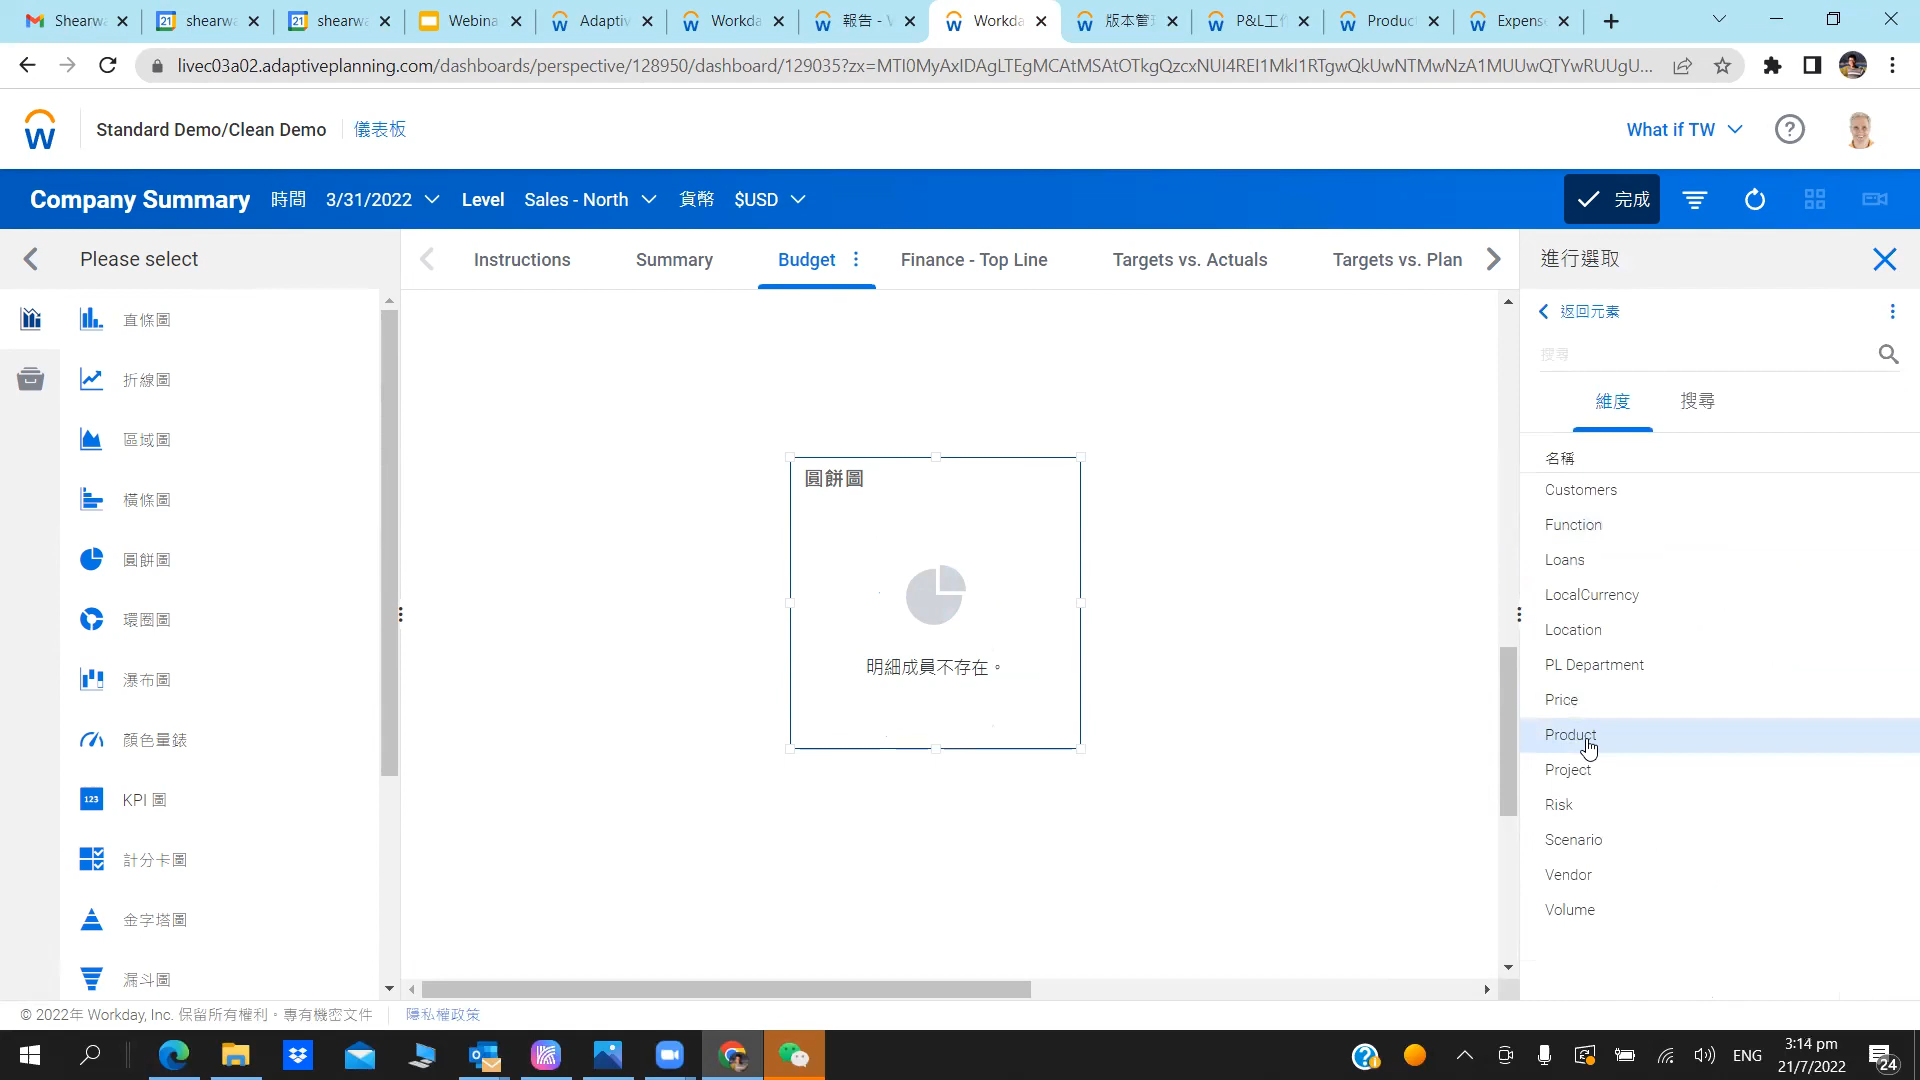 Shearwa
shearwa
shearwa
Webina
Adaptiv
Workda
報告 - V
Workda
版本管
P&L工
Product
Expens
livec03a02.adaptiveplanning.com/dashboards/perspective/128950/dashboard/129035?zx=MTI0MyAxIDAgLTEgMCAtMSAtOTkgQzcxNUI4REI1MkI1RTgwQkUwNTMwNzA1MUUwQTYwRUUgU...
Standard Demo/Clean Demo
儀表板
What if TW
Company Summary
時間
3/31/2022
Level
Sales - North
貨幣
$USD
完成
Please select
Instructions
Summary
Budget
Finance - Top Line
Targets vs. Actuals
Targets vs. Plan
進行選取
直條圖
折線圖
區域圖
橫條圖
圓餅圖
環圈圖
瀑布圖
顏色量錶
123
KPI 圖
計分卡圖
金字塔圖
漏斗圖
圓餅圖
明細成員不存在。
返回元素
搜尋
維度
搜尋
名稱
Customers
Function
Loans
LocalCurrency
Location
PL Department
Price
Product
Project
Risk
Scenario
Vendor
Volume
© 2022年 Workday, Inc. 保留所有權利。專有機密文件
隱私權政策
ENG
3:14 pm
21/7/2022
24